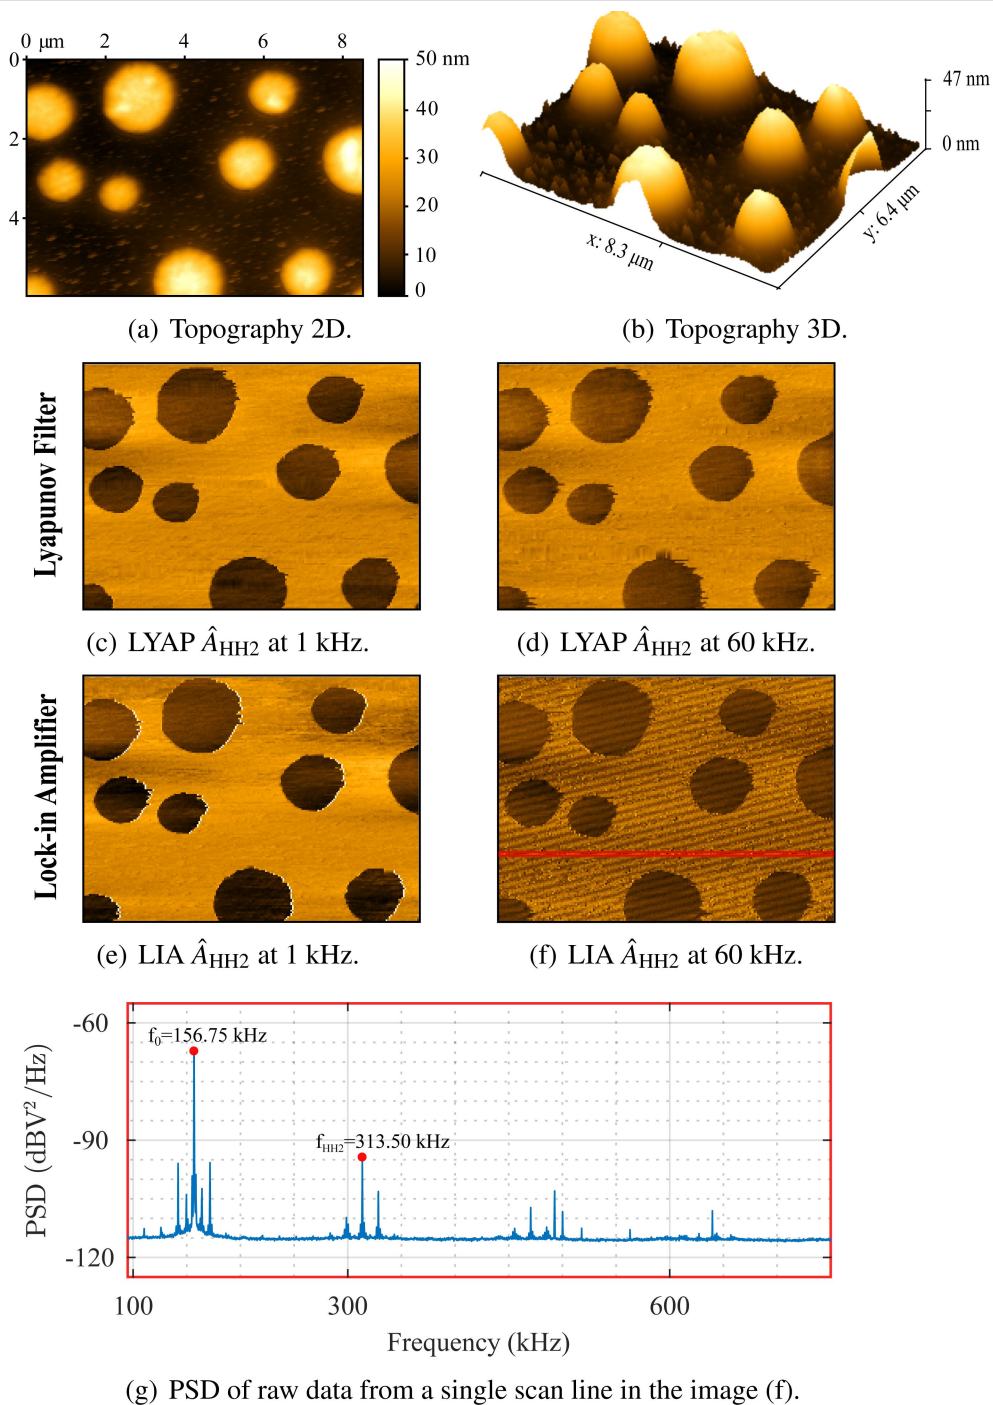 0 µm 2 4 6 8
0
2
4
50 nm
40
30
20
10
0
47 nm
0 nm
x: 8.3 µm
y: 6.4 µm
(a) Topography 2D.
(b) Topography 3D.
Lyapunov Filter
(c) LYAP Â_HH2 at 1 kHz.
(d) LYAP Â_HH2 at 60 kHz.
Lock-in Amplifier
(e) LIA Â_HH2 at 1 kHz.
(f) LIA Â_HH2 at 60 kHz.
PSD (dBV²/Hz)
-60
-90
-120
f₀=156.75 kHz
f_HH2=313.50 kHz
100 300 600
Frequency (kHz)
(g) PSD of raw data from a single scan line in the image (f).